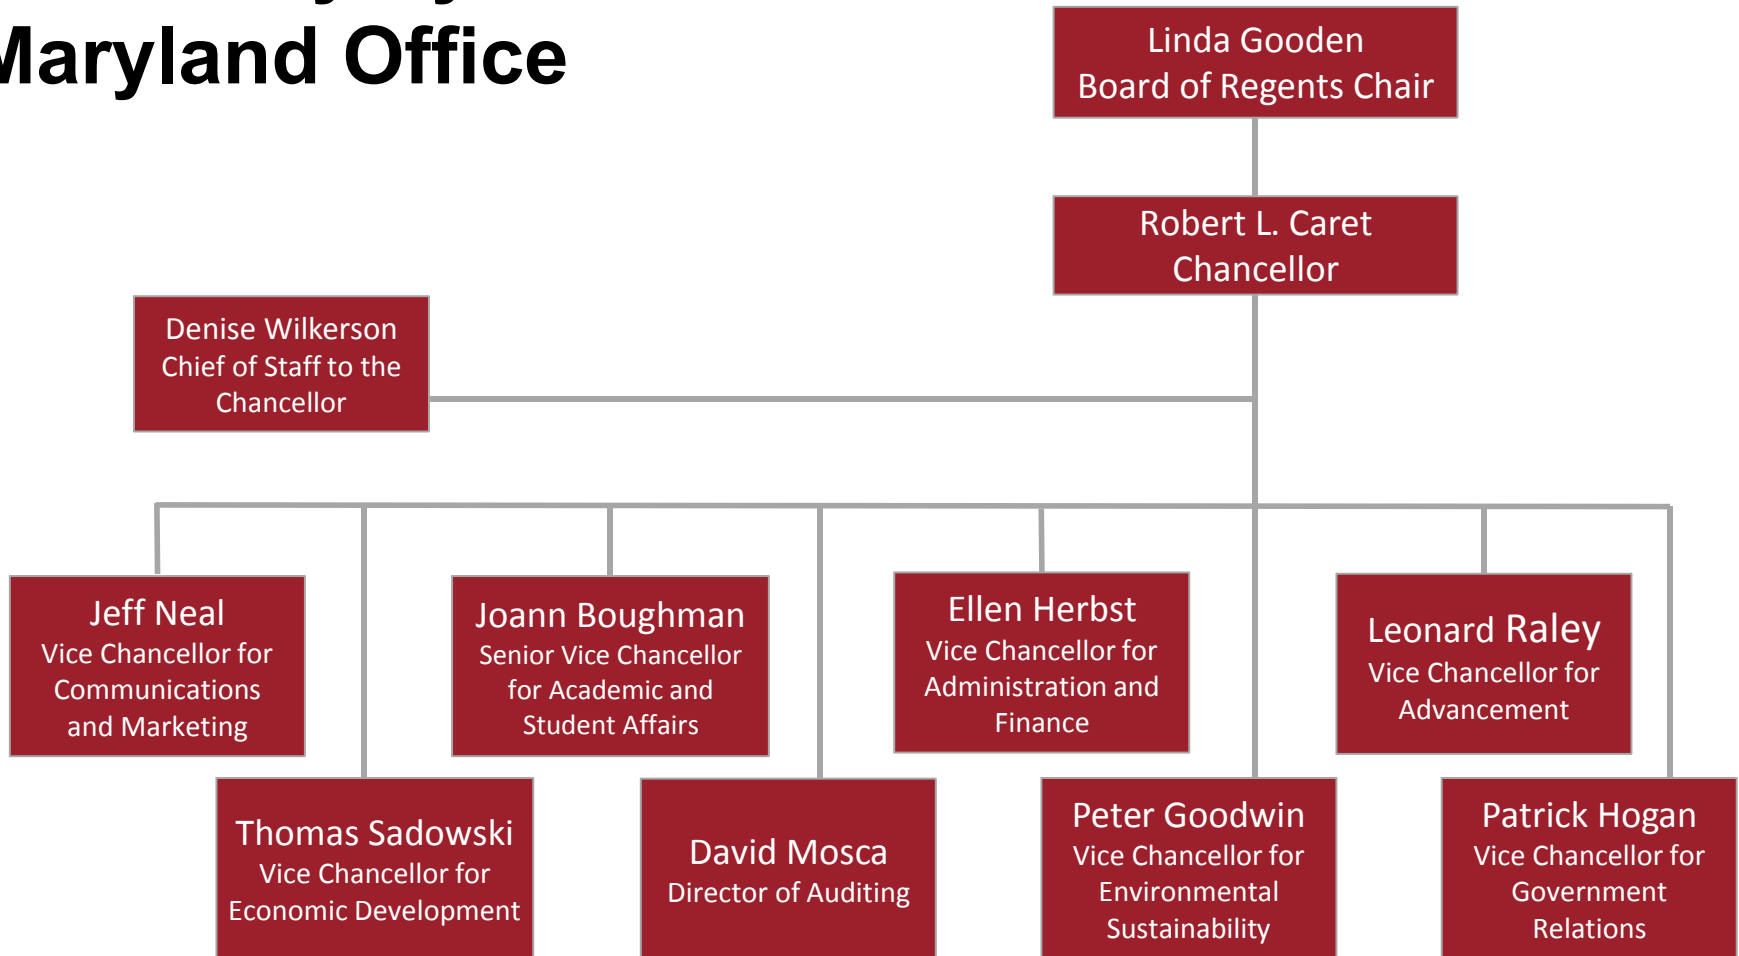 Maryland Office
Linda Gooden
Board of Regents Chair
Robert L. Caret
Chancellor
Denise Wilkerson
Chief of Staff to the
Chancellor
Jeff Neal
Vice Chancellor for
Communications
and Marketing
Joann Boughman
Senior Vice Chancellor
for Academic and
Student Affairs
Ellen Herbst
Vice Chancellor for
Administration and
Finance
Leonard Raley
Vice Chancellor for
Advancement
Thomas Sadowski
Vice Chancellor for
Economic Development
David Mosca
Director of Auditing
Peter Goodwin
Vice Chancellor for
Environmental
Sustainability
Patrick Hogan
Vice Chancellor for
Government
Relations